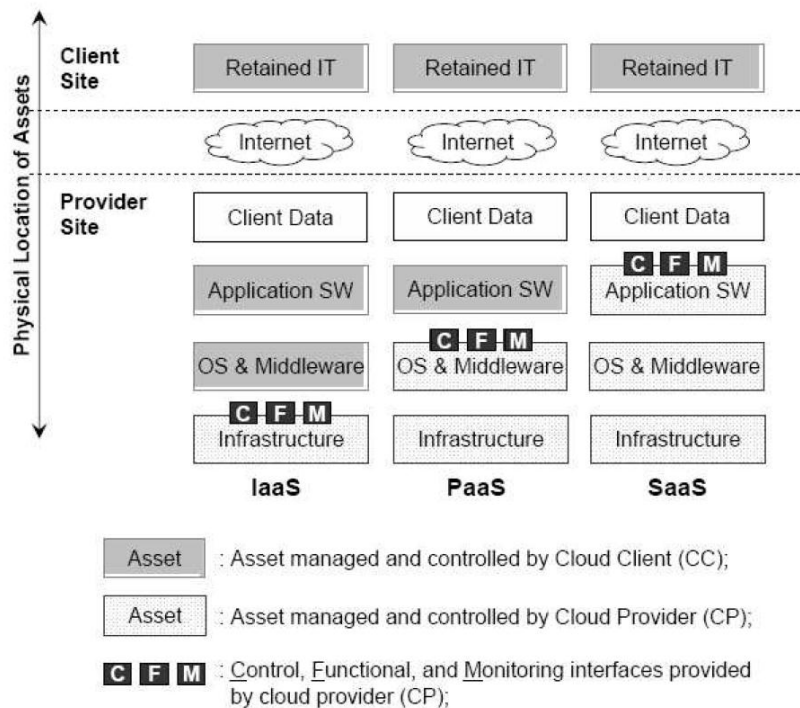 Physical Location of Assets
Client
Site
Retained IT
Retained IT
Retained IT
Internet
Internet
Internet
Provider
Site
Client Data
Client Data
Client Data
C F M
Application SW
Application SW
Application SW
C F M
OS & Middleware
OS & Middleware
OS & Middleware
C F M
Infrastructure
Infrastructure
Infrastructure
IaaS
PaaS
SaaS
Asset : Asset managed and controlled by Cloud Client (CC);
Asset : Asset managed and controlled by Cloud Provider (CP);
C F M : Control, Functional, and Monitoring interfaces provided
by cloud provider (CP);